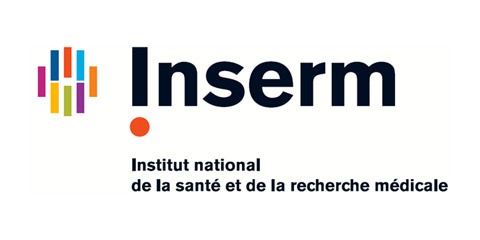 Inserm
Institut national
de la santé et de la recherche médicale